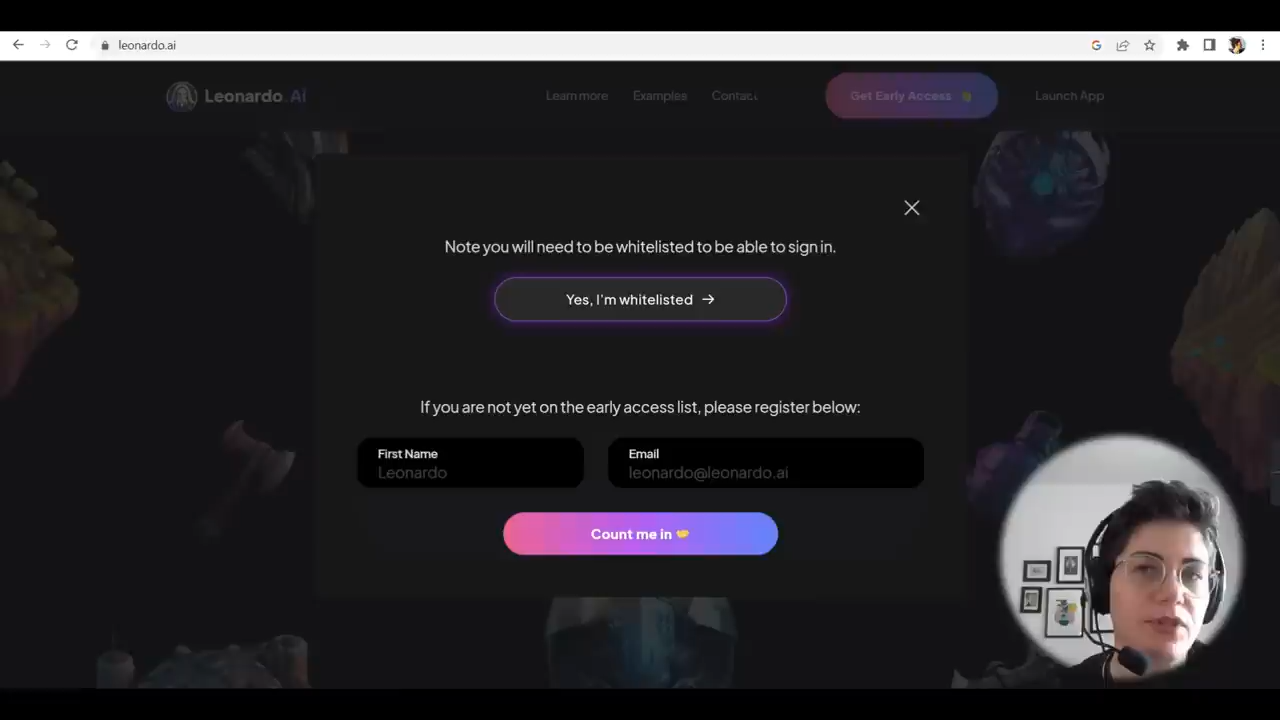 leonardo.ai
Leonardo.Ai
Learn more
Examples
Contact
Get Early Access
Launch App
Note you will need to be whitelisted to be able to sign in.
Yes, I'm whitelisted →
If you are not yet on the early access list, please register below:
First Name
Leonardo
Email
leonardo@leonardo.ai
Count me in 🤝